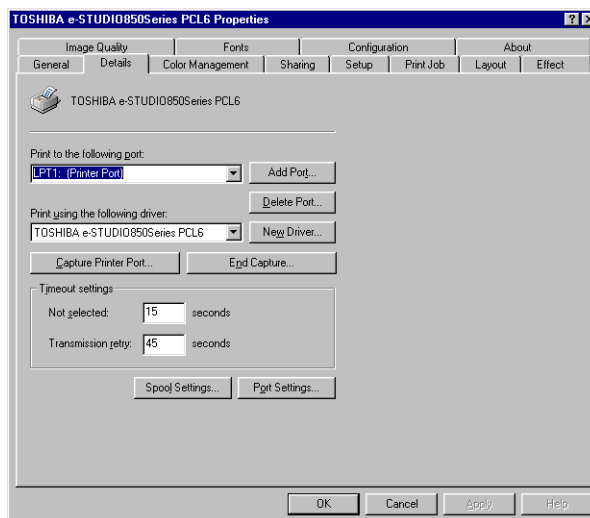 TOSHIBA e-STUDIO850Series PCL6 Properties
Image Quality Fonts Configuration About
General Details Color Management Sharing Setup Print Job Layout Effect
TOSHIBA e-STUDIO850Series PCL6
Print to the following port:
LPT1: (Printer Port) Add Port...
Delete Port...
Print using the following driver:
TOSHIBA e-STUDIO850Series PCL6 New Driver...
Capture Printer Port... End Capture...
Timeout settings
Not selected: 15 seconds
Transmission retry: 45 seconds
Spool Settings... Port Settings...
OK Cancel Apply Help